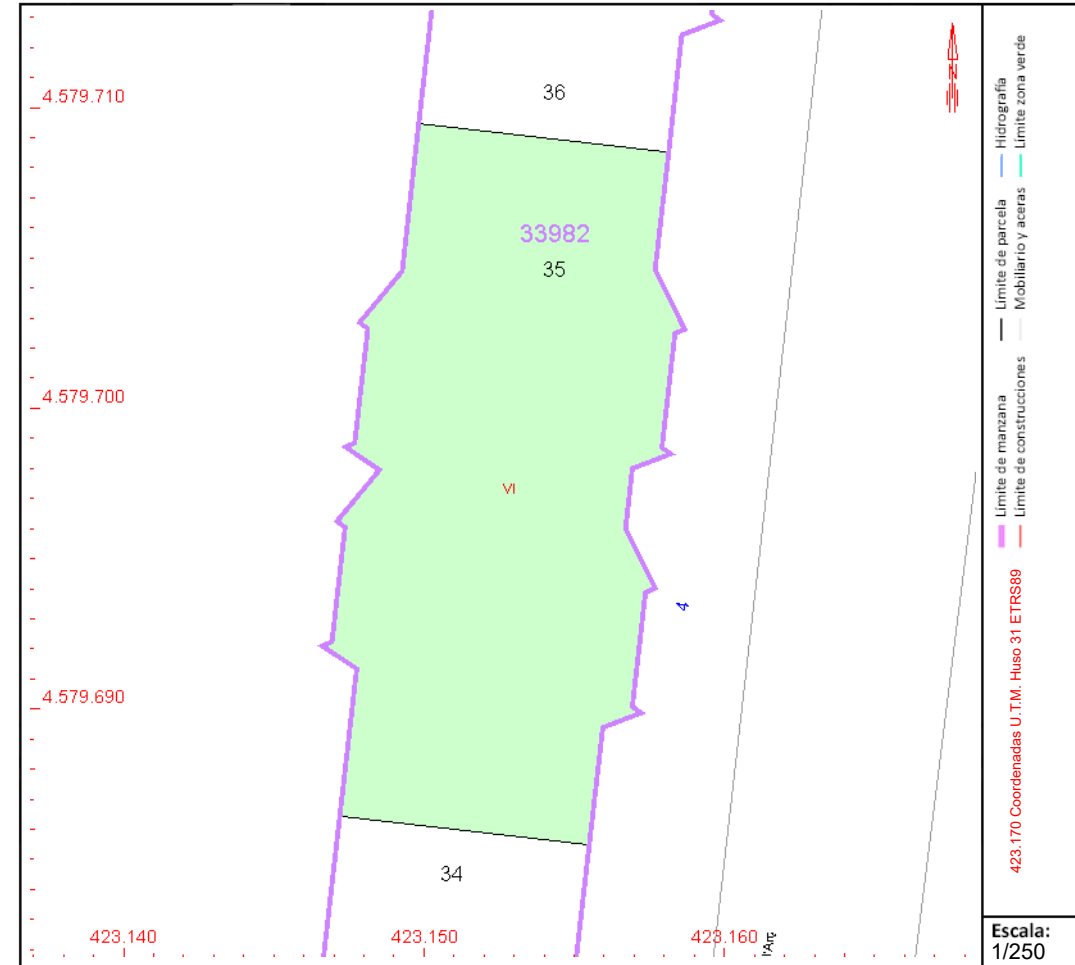 4.579.710
36
33982
35
4.579.700
VI
4
4.579.690
34
423.140
423.150
423.160
N
Hidrografía
Límite zona verde
Límite de parcela
Mobiliario y aceras
Límite de manzana
Límite de construcciones
423.170 Coordenadas U.T.M. Huso 31 ETRS89
Escala:
1/250